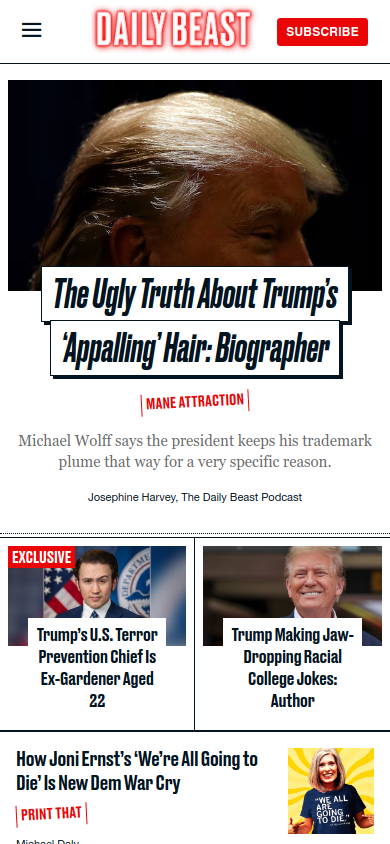 DAILY BEAST
SUBSCRIBE
The Ugly Truth About Trump's
'Appalling' Hair: Biographer
MANE ATTRACTION
Michael Wolff says the president keeps his trademark
plume that way for a very specific reason.
Josephine Harvey, The Daily Beast Podcast
EXCLUSIVE
DEPARTMENT
Trump's U.S. Terror
Prevention Chief Is
Ex-Gardener Aged
22
Trump Making Jaw-
Dropping Racial
College Jokes:
Author
How Joni Ernst's 'We're All Going to
Die' Is New Dem War Cry
"WE ALL
ARE
GOING
TO DIE."
PRINT THAT
Michael Daly